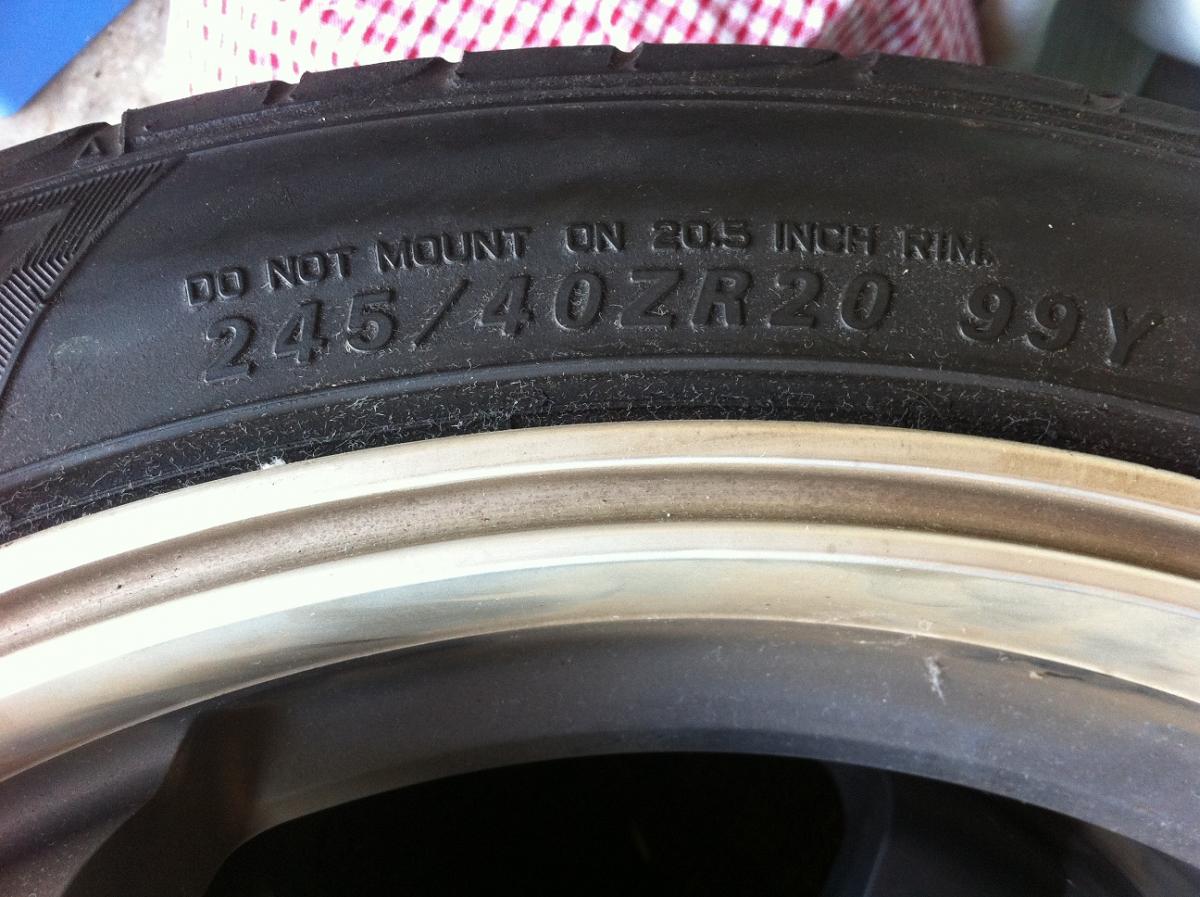 DO NOT MOUNT ON 20.5 INCH RIM.
245/40ZR20 99Y